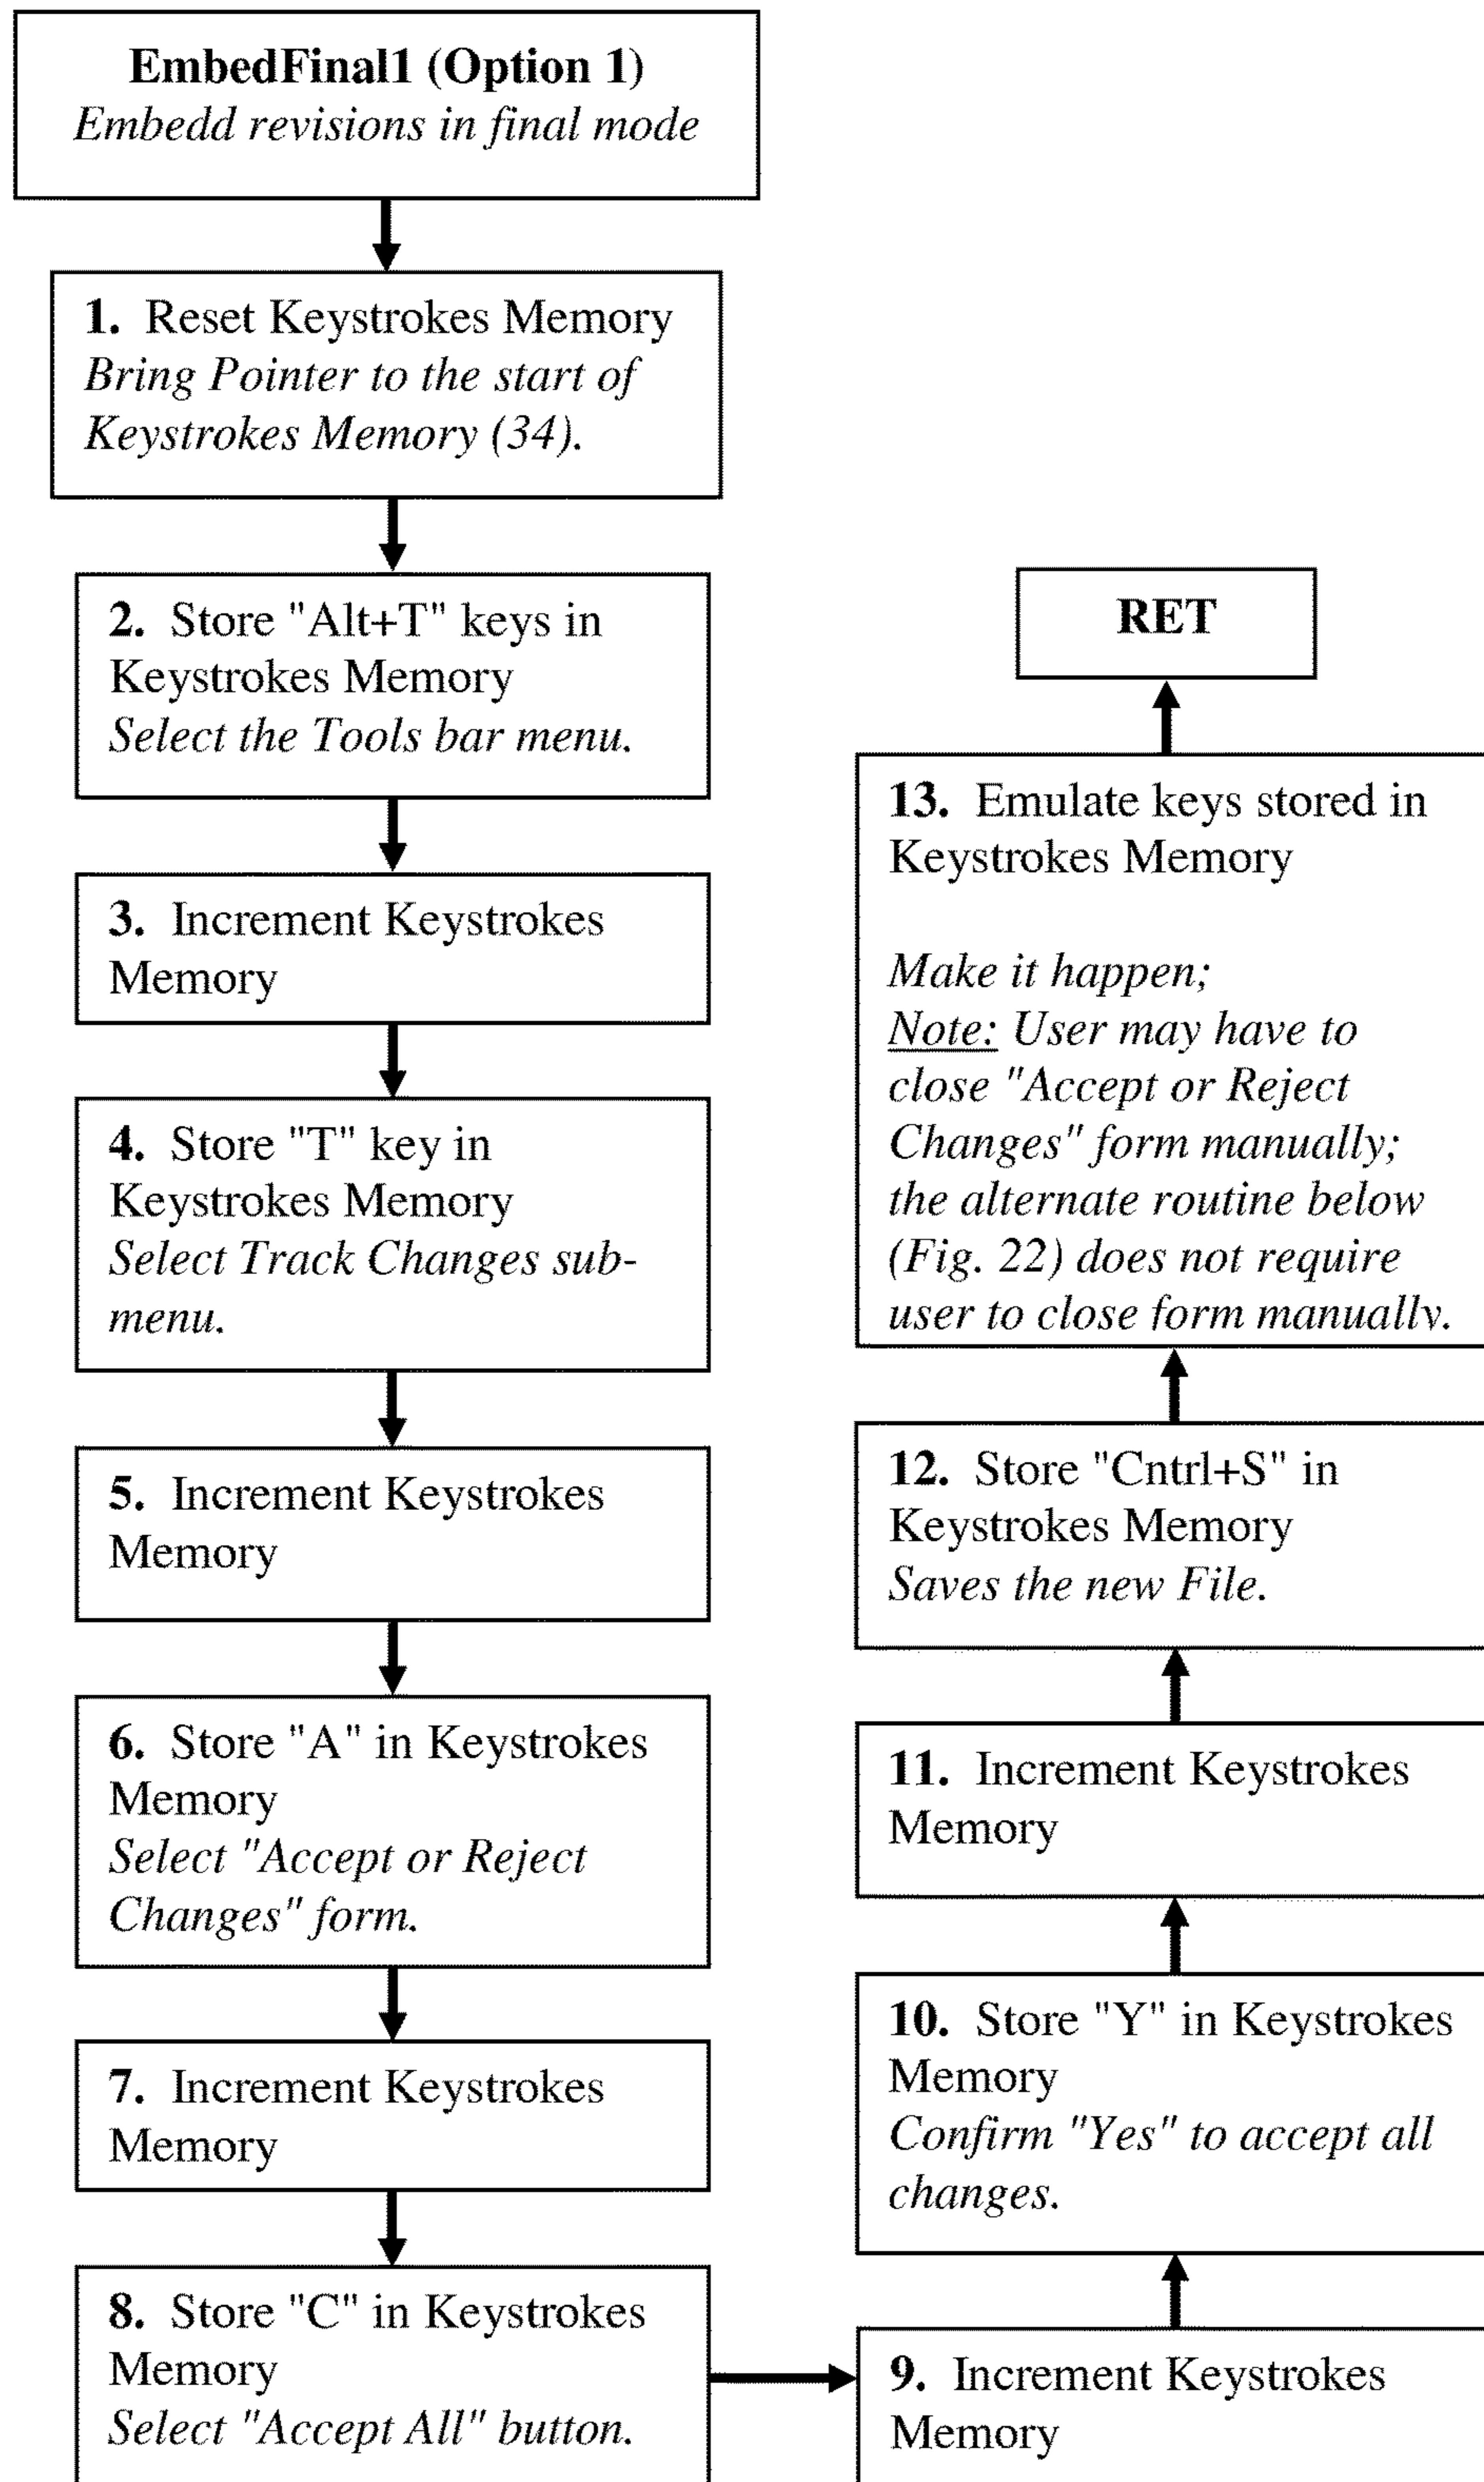 EmbedFinal1 (Option 1)
Embedd revisions in final mode
1. Reset Keystrokes Memory
Bring Pointer to the start of
Keystrokes Memory (34).
2. Store "Alt+T" keys in
Keystrokes Memory
Select the Tools bar menu.
3. Increment Keystrokes
Memory
4. Store "T" key in
Keystrokes Memory
Select Track Changes sub-
menu.
5. Increment Keystrokes
Memory
6. Store "A" in Keystrokes
Memory
Select "Accept or Reject
Changes" form.
7. Increment Keystrokes
Memory
8. Store "C" in Keystrokes
Memory
Select "Accept All" button.
9. Increment Keystrokes
Memory
10. Store "Y" in Keystrokes
Memory
Confirm "Yes" to accept all
changes.
11. Increment Keystrokes
Memory
12. Store "Cntrl+S" in
Keystrokes Memory
Saves the new File.
13. Emulate keys stored in
Keystrokes Memory
Make it happen;
Note: User may have to
close "Accept or Reject
Changes" form manually;
the alternate routine below
(Fig. 22) does not require
user to close form manually.
RET